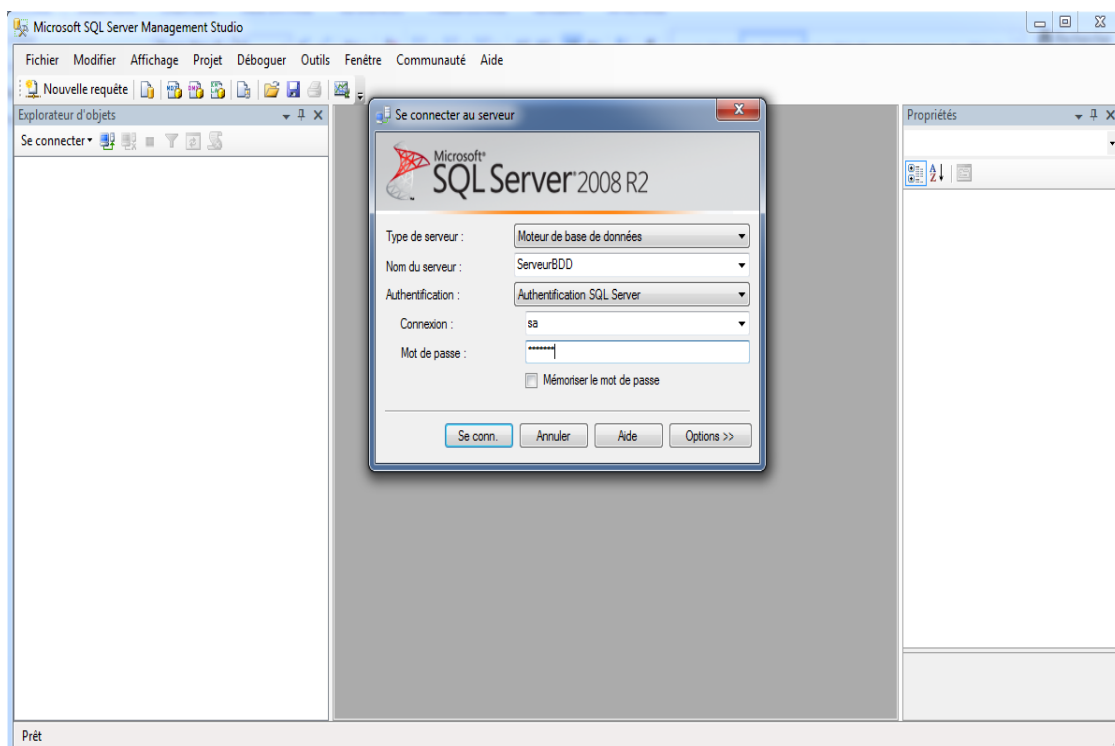 Microsoft SQL Server Management Studio
Fichier Modifier Affichage Projet Déboguer Outils Fenêtre Communauté Aide
Nouvelle requête
Explorateur d'objets
Se connecter
Se connecter au serveur
Microsoft®
SQL Server® 2008 R2
Type de serveur : Moteur de base de données
Nom du serveur : ServeurBDD
Authentification : Authentification SQL Server
Connexion : sa
Mot de passe : *******
Mémoriser le mot de passe
Se conn. Annuler Aide Options >>
Propriétés
Prêt